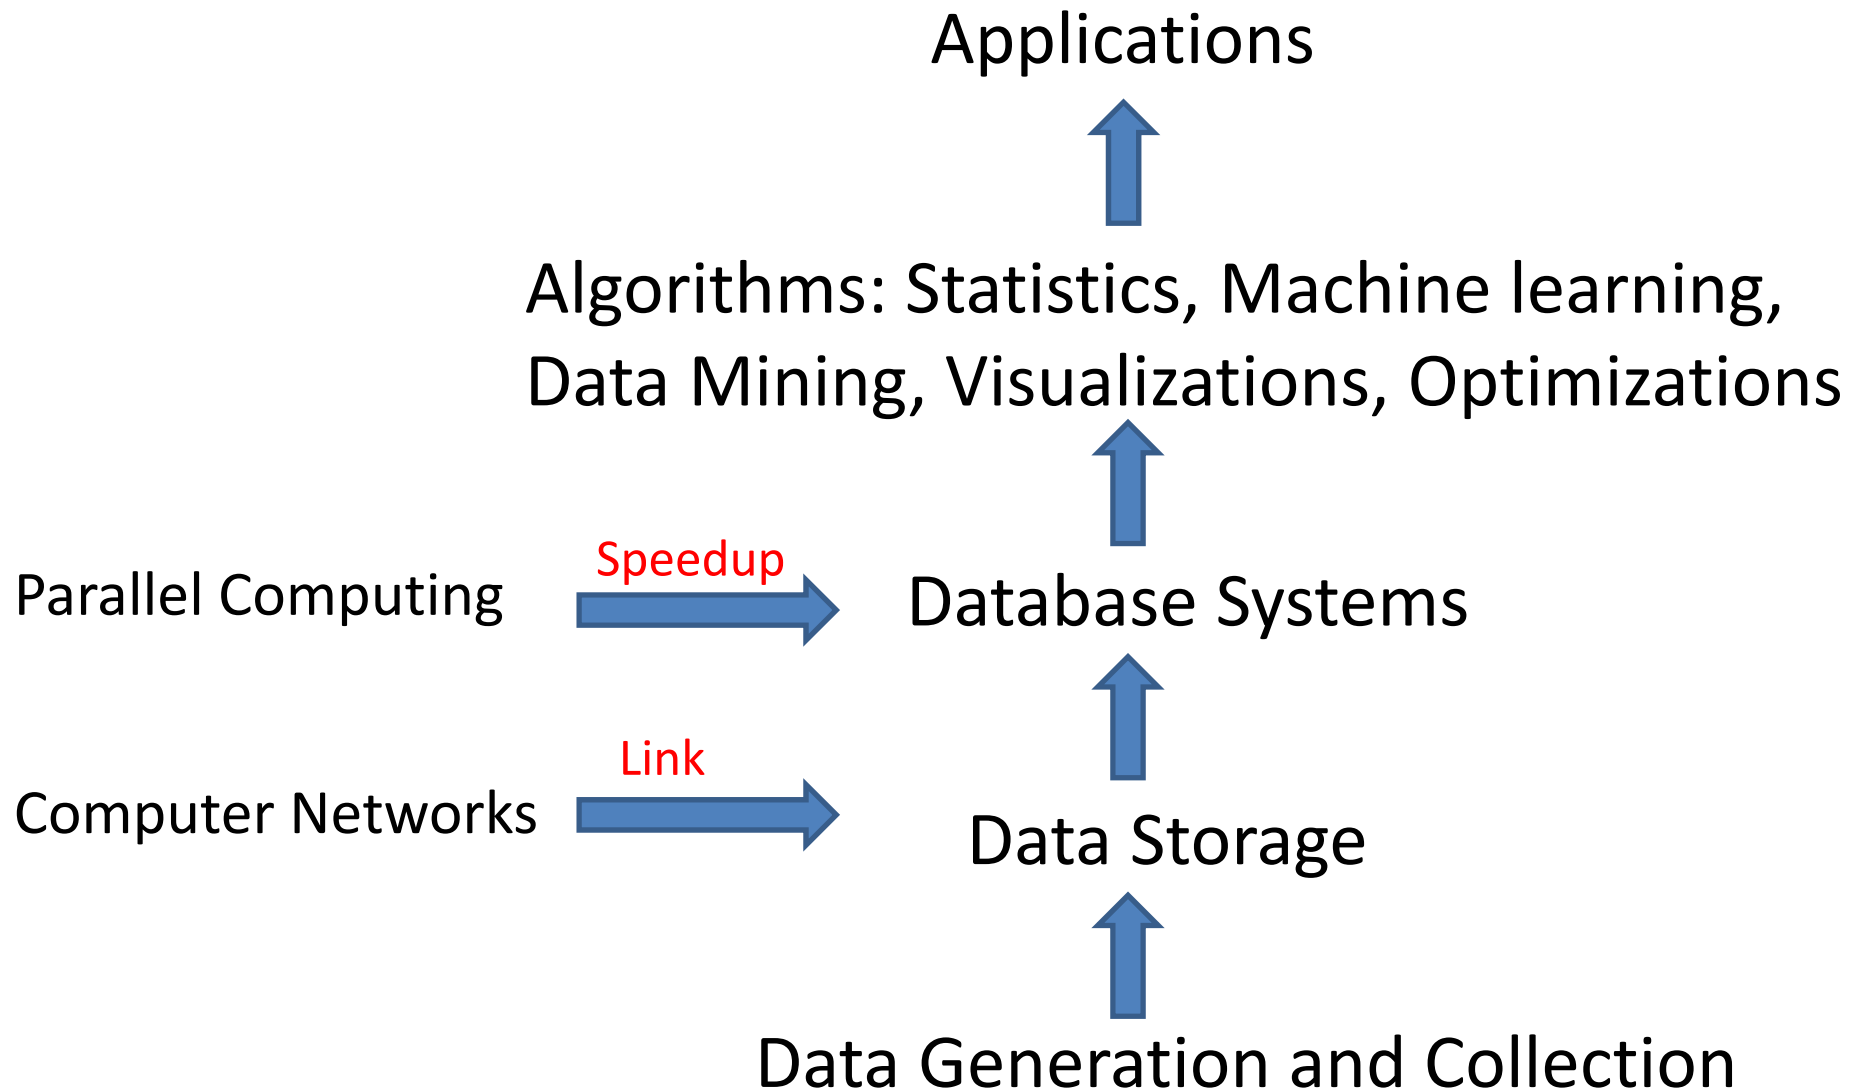 Applications
Algorithms: Statistics, Machine learning,
Data Mining, Visualizations, Optimizations
Speedup
Parallel Computing
Database Systems
Link
Computer Networks
Data Storage
Data Generation and Collection